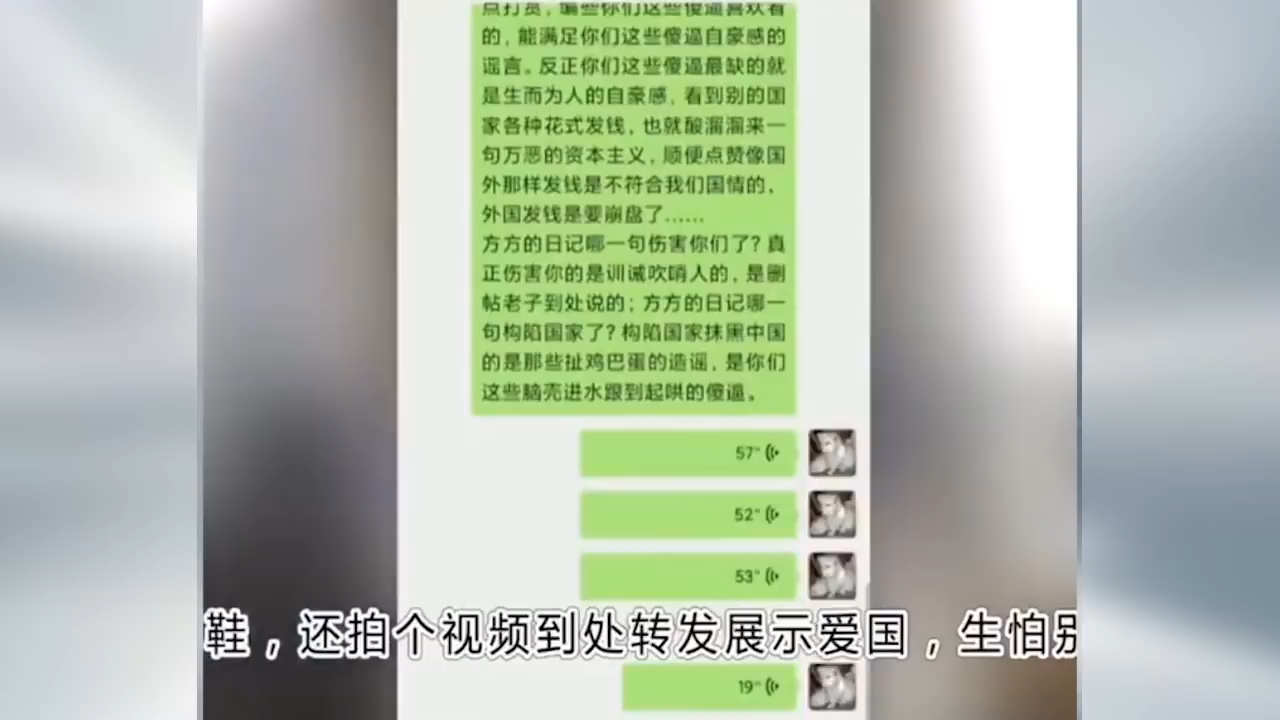 点打赏，编些你们这些傻逼喜欢看
的，能满足你们这些傻逼自豪感的
谣言。反正你们这些傻逼最缺的就
是生而为人的自豪感，看到别的国
家各种花式发钱，也就酸溜溜来一
句万恶的资本主义，顺便点赞像国
外那样发钱是不符合我们国情的，
外国发钱是要崩盘了……
方方的日记哪一句伤害你们了？真
正伤害你的是训诫吹哨人的，是删
帖老子到处说的；方方的日记哪一
句构陷国家了？构陷国家抹黑中国
的是那些扯鸡巴蛋的造谣，是你们
这些脑壳进水跟到起哄的傻逼。
57"
52"
53"
鞋，还拍个视频到处转发展示爱国，生怕别
19"